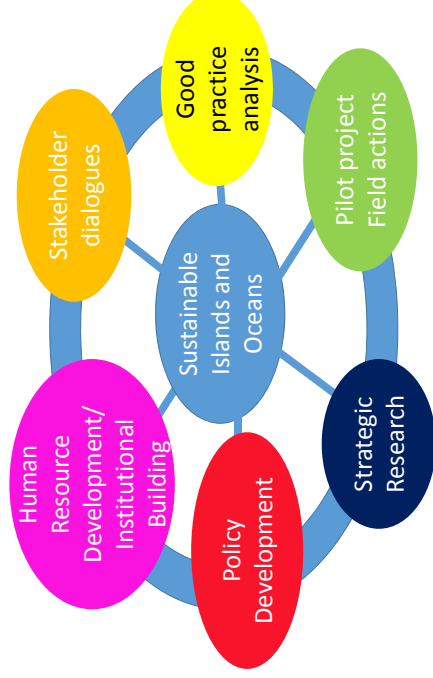 Human
Resource
Development/
Institutional
Building
Stakeholder
dialogues
Good
practice
analysis
Sustainable
Islands and
Oceans
Policy
Development
Strategic
Research
Pilot project
Field actions